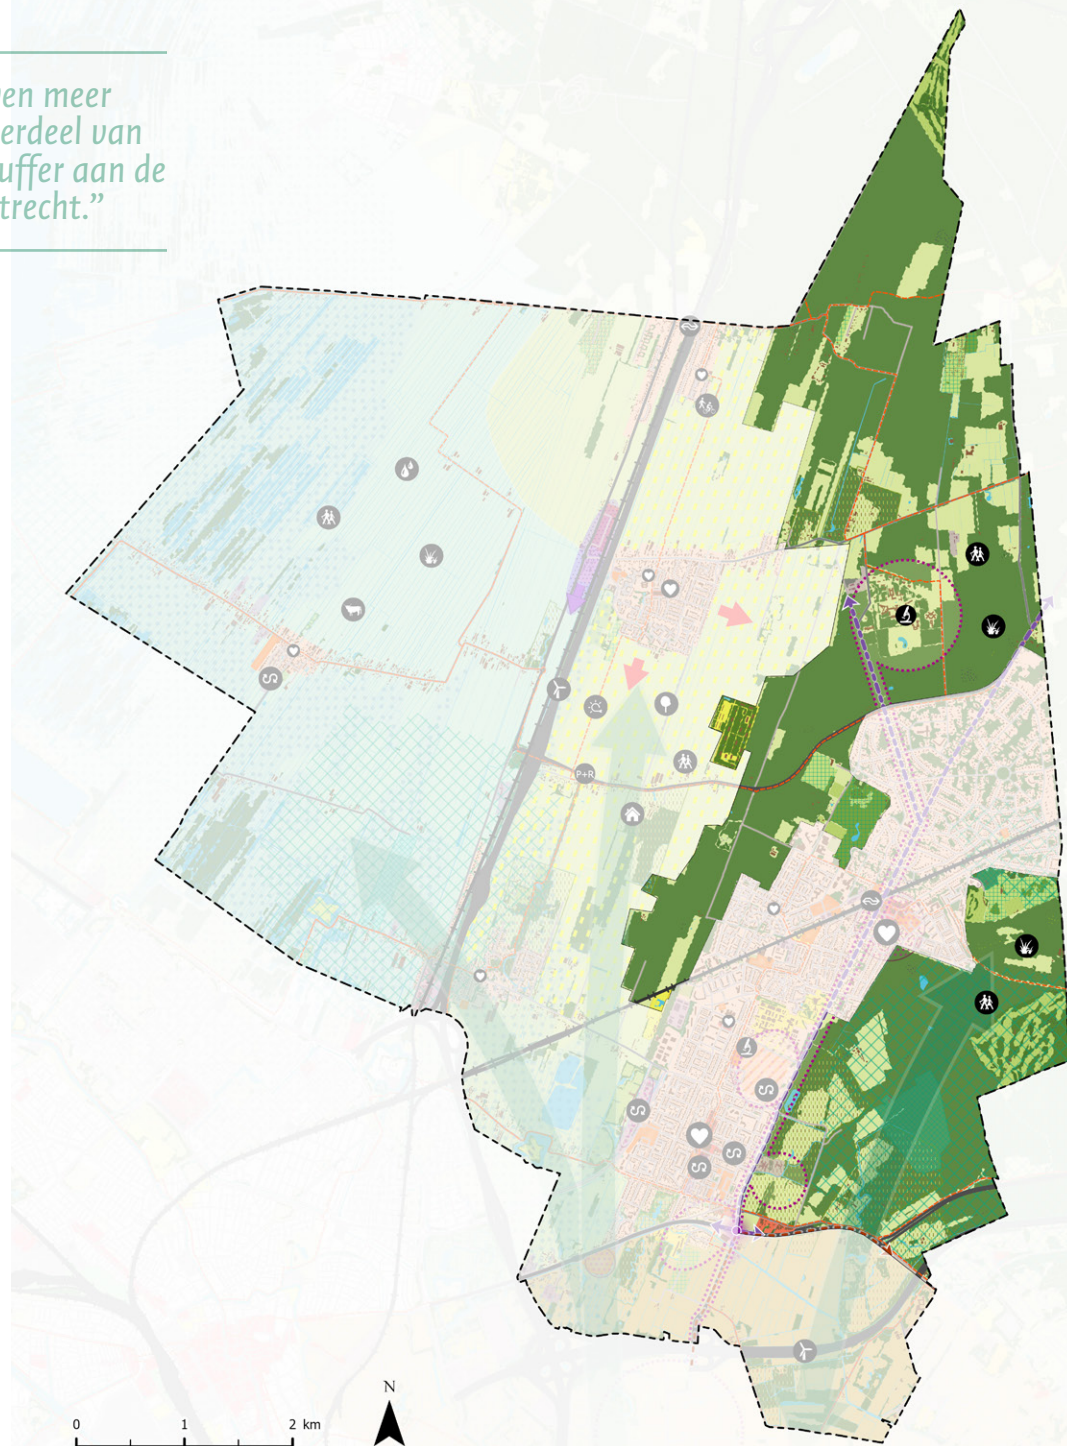 en meer
erdeel van
uffer aan de
trecht.”
P+R
N
0 1 2 km